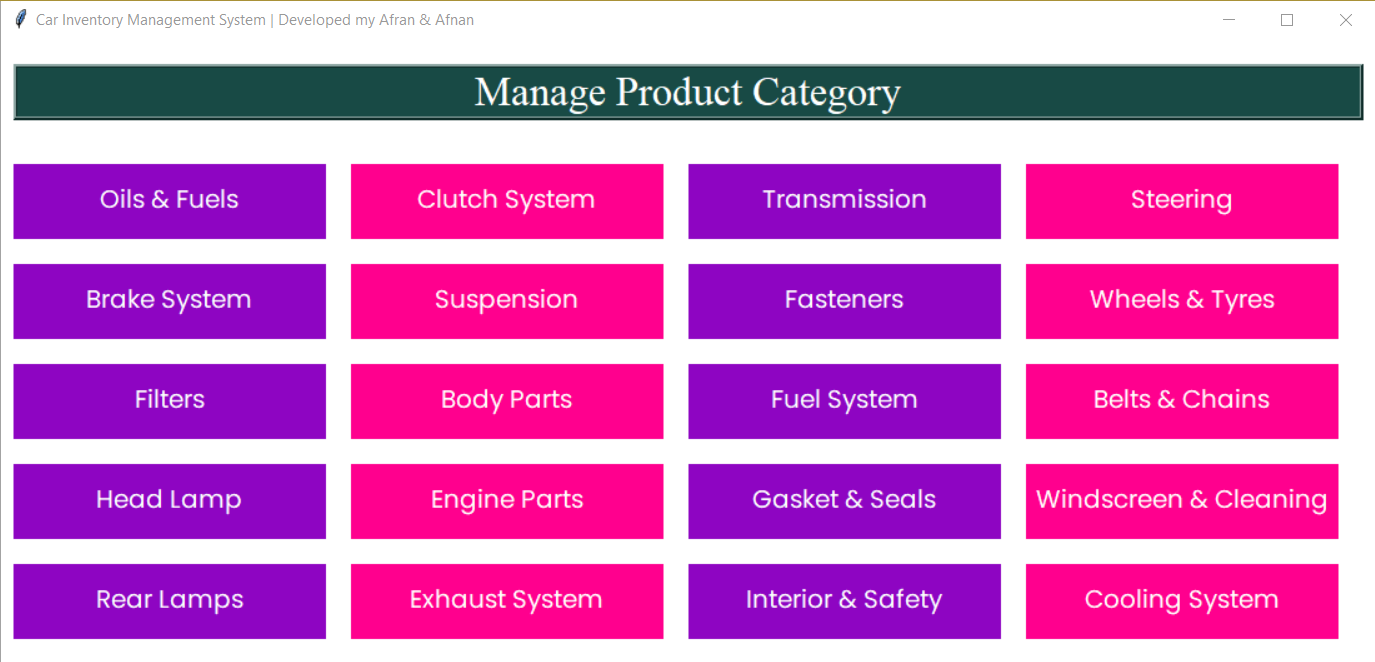 Car Inventory Management System | Developed my Afran & Afnan
Manage Product Category
Oils & Fuels
Clutch System
Transmission
Steering
Brake System
Suspension
Fasteners
Wheels & Tyres
Filters
Body Parts
Fuel System
Belts & Chains
Head Lamp
Engine Parts
Gasket & Seals
Windscreen & Cleaning
Rear Lamps
Exhaust System
Interior & Safety
Cooling System